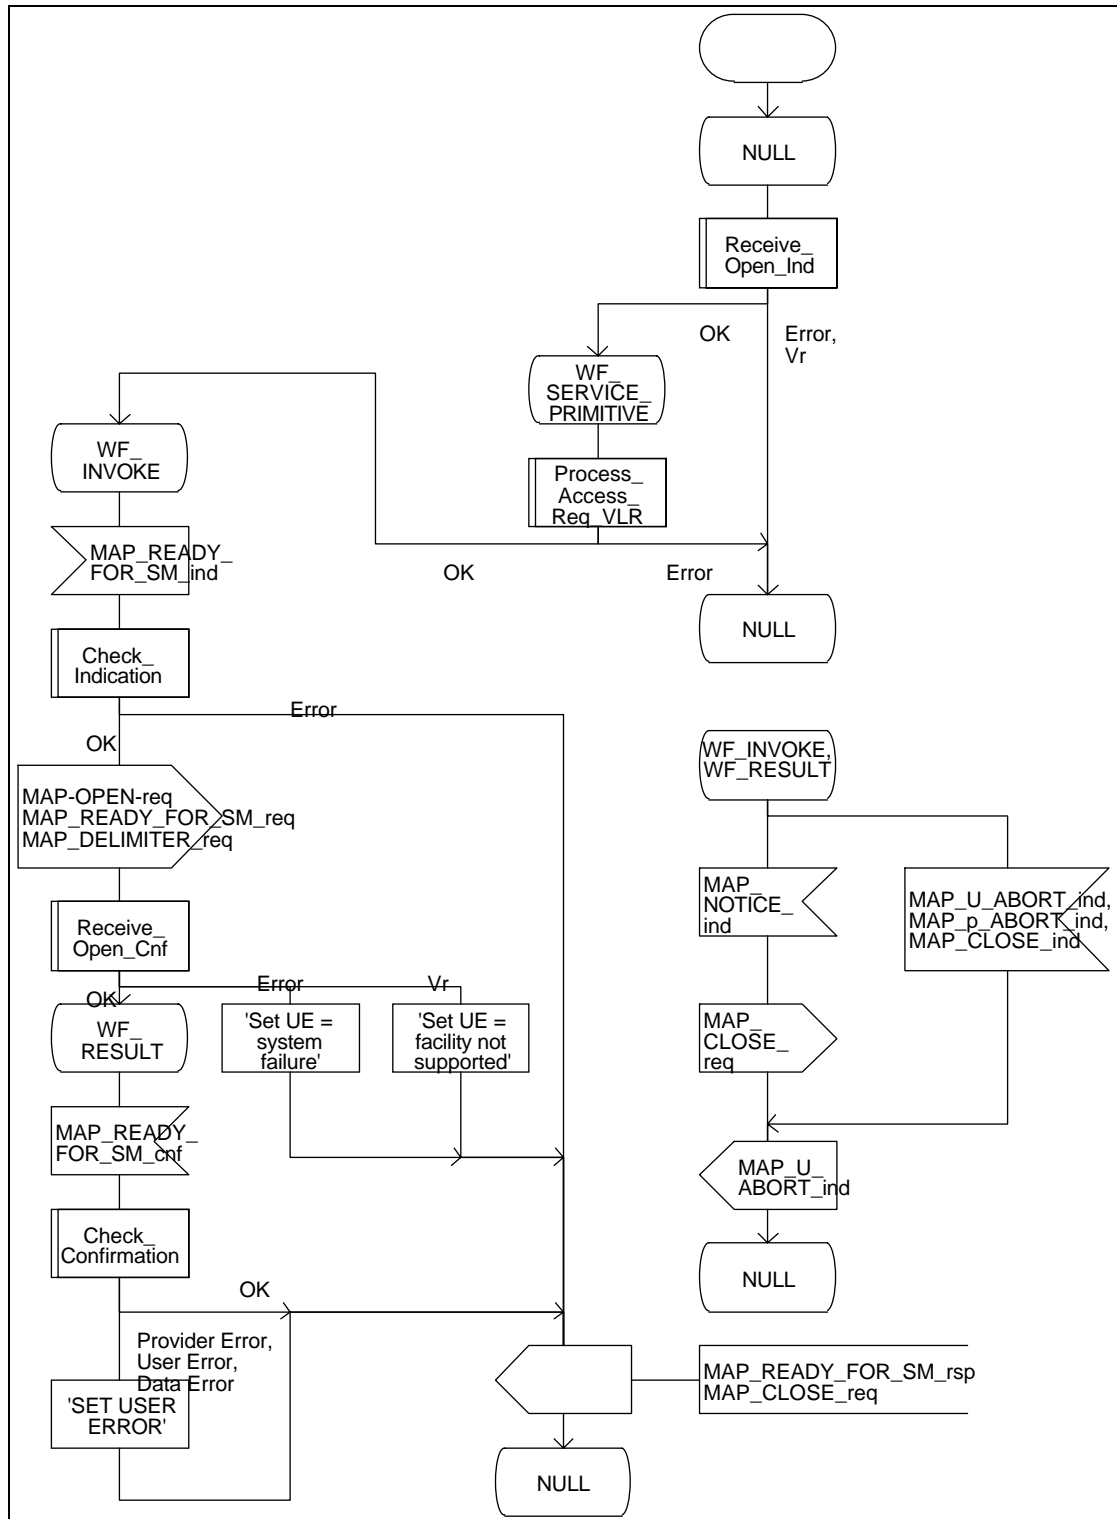 NULL
Receive_
Open_Ind
OK
Error,
Vr
WF_
SERVICE_
PRIMITIVE
WF_
INVOKE
Process_
Access_
Req_VLR
MAP_READY_
FOR_SM_ind
OK
Error
NULL
Check_
Indication
Error
OK
WF_INVOKE,
WF_RESULT
MAP-OPEN-req
MAP_READY_FOR_SM_req
MAP_DELIMITER_req
MAP_
NOTICE_
ind
MAP_U_ABORT_ind,
MAP_p_ABORT_ind,
MAP_CLOSE_ind
Receive_
Open_Cnf
Error
Vr
OK
WF_
RESULT
'Set UE =
system
failure'
'Set UE =
facility not
supported'
MAP_
CLOSE_
req
MAP_READY_
FOR_SM_cnf
MAP_U_
ABORT_ind
Check_
Confirmation
NULL
OK
Provider Error,
User Error,
Data Error
MAP_READY_FOR_SM_rsp
MAP_CLOSE_req
'SET USER
ERROR'
NULL